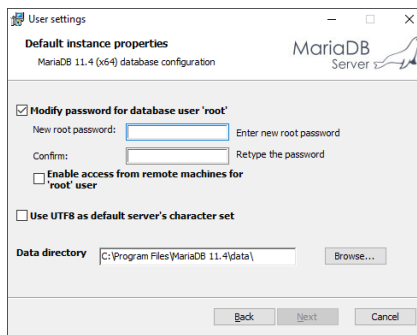 User settings
Default instance properties
MariaDB 11.4 (x64) database configuration
MariaDB
Server
Modify password for database user 'root'
New root password:
Enter new root password
Confirm:
Retype the password
Enable access from remote machines for
'root' user
Use UTF8 as default server's character set
Data directory
C:\Program Files\MariaDB 11.4\data\
Browse...
Back
Next
Cancel